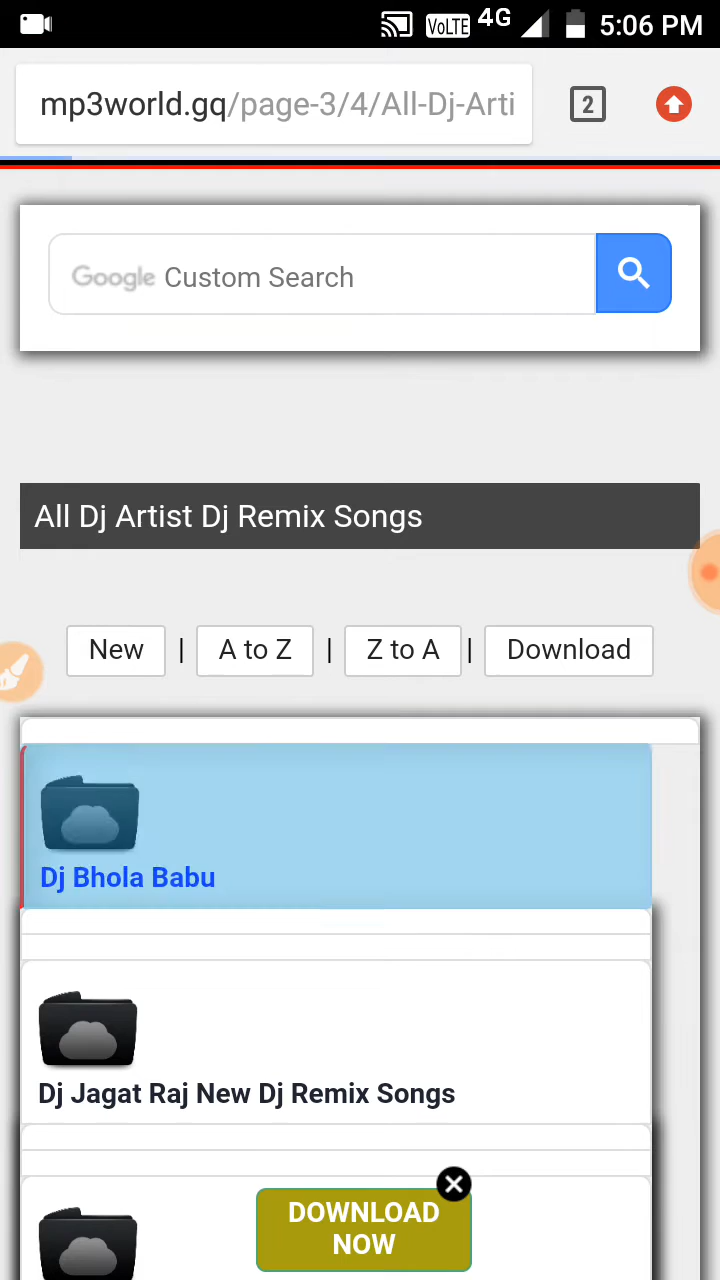 VoLTE 4G 5:06 PM
mp3world.gq/page-3/4/All-Dj-Arti
2
Google Custom Search
All Dj Artist Dj Remix Songs
New | A to Z | Z to A | Download
Dj Bhola Babu
Dj Jagat Raj New Dj Remix Songs
DOWNLOAD
NOW